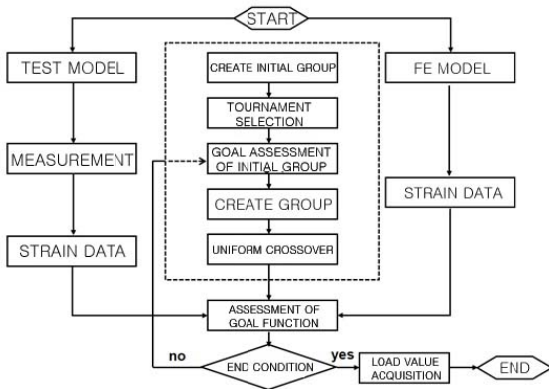 START
TEST MODEL
CREATE INITIAL GROUP
FE MODEL
TOURNAMENT
SELECTION
MEASUREMENT
GOAL ASSESSMENT
OF INITIAL GROUP
STRAIN DATA
CREATE GROUP
STRAIN DATA
UNIFORM CROSSOVER
ASSESSMENT OF
GOAL FUNCTION
no
END CONDITION
yes
LOAD VALUE
ACQUISITION
END